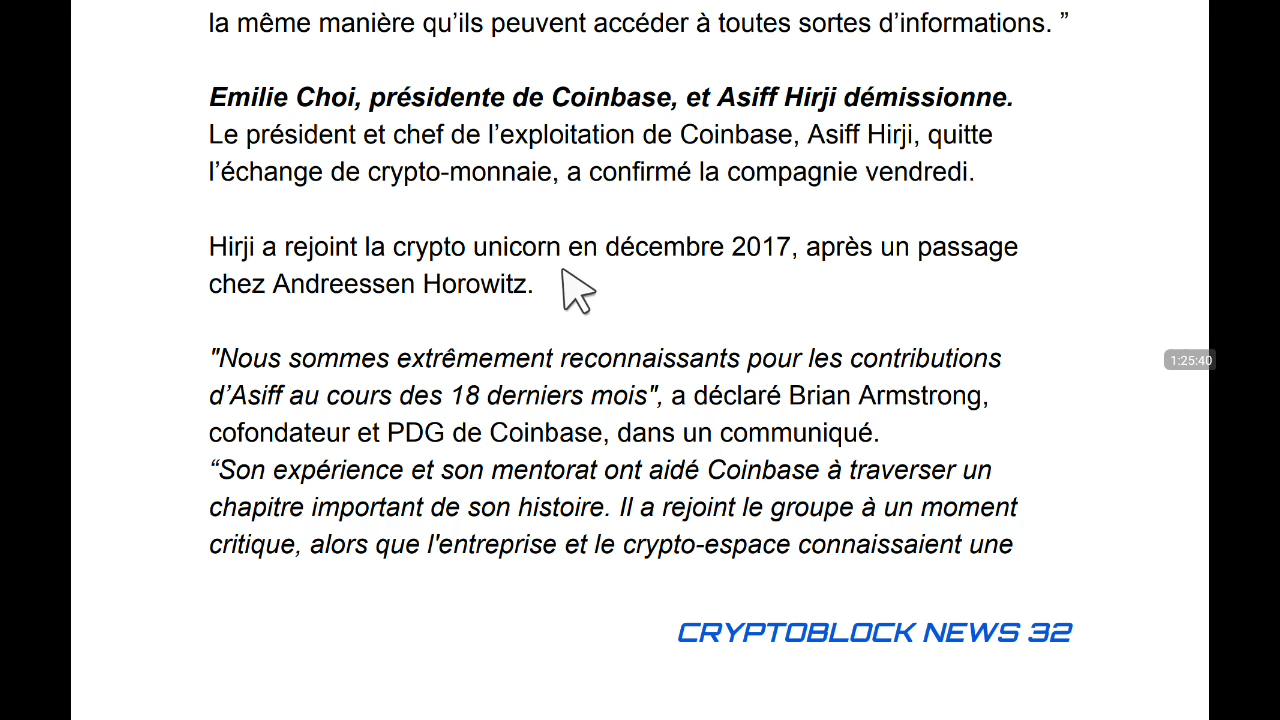 la même manière qu’ils peuvent accéder à toutes sortes d’informations. ”
Emilie Choi, présidente de Coinbase, et Asiff Hirji démissionne.
Le président et chef de l’exploitation de Coinbase, Asiff Hirji, quitte
l’échange de crypto-monnaie, a confirmé la compagnie vendredi.
Hirji a rejoint la crypto unicorn en décembre 2017, après un passage
chez Andreessen Horowitz.
"Nous sommes extrêmement reconnaissants pour les contributions
d’Asiff au cours des 18 derniers mois", a déclaré Brian Armstrong,
cofondateur et PDG de Coinbase, dans un communiqué.
“Son expérience et son mentorat ont aidé Coinbase à traverser un
chapitre important de son histoire. Il a rejoint le groupe à un moment
critique, alors que l'entreprise et le crypto-espace connaissaient une
1:25:40
CRYPTOBLOCK NEWS 32